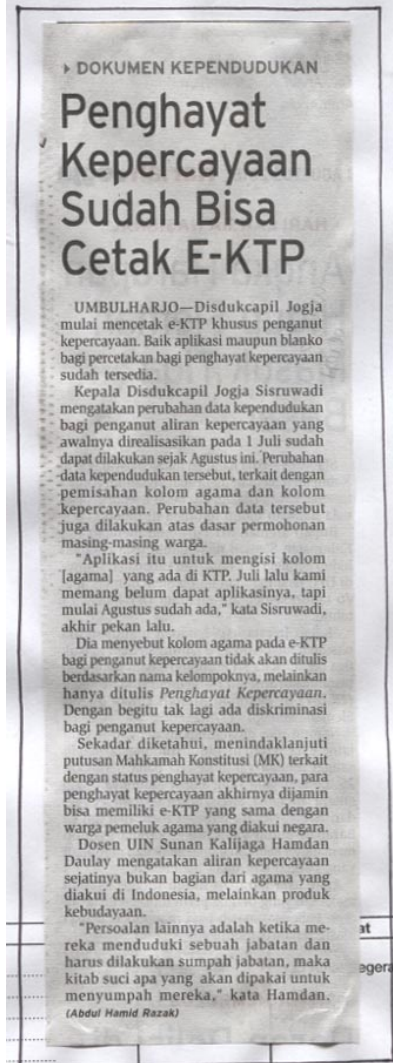 DOKUMEN KEPENDUDUKAN
Penghayat
Kepercayaan
Sudah Bisa
Cetak E-KTP
UMBULHARJO—Disdukcapil Jogja
mulai mencetak e-KTP khusus penganut
kepercayaan. Baik aplikasi maupun blanko
bagi percetakan bagi penghayat kepercayaan
sudah tersedia.
Kepala Disdukcapil Jogja Sisruwadi
mengatakan perubahan data kependudukan
bagi penganut aliran kepercayaan yang
awalnya direalisasikan pada 1 Juli sudah
dapat dilakukan sejak Agustus ini. Perubahan
data kependudukan tersebut, terkait dengan
pemisahan kolom agama dan kolom
kepercayaan. Perubahan data tersebut
juga dilakukan atas dasar permohonan
masing-masing warga.
"Aplikasi itu untuk mengisi kolom
[agama] yang ada di KTP. Juli lalu kami
memang belum dapat aplikasinya, tapi
mulai Agustus sudah ada," kata Sisruwadi,
akhir pekan lalu.
Dia menyebut kolom agama pada e-KTP
bagi penganut kepercayaan tidak akan ditulis
berdasarkan nama kelompoknya, melainkan
hanya ditulis Penghayat Kepercayaan.
Dengan begitu tak lagi ada diskriminasi
bagi penganut kepercayaan.
Sekadar diketahui, menindaklanjuti
putusan Mahkamah Konstitusi (MK) terkait
dengan status penghayat kepercayaan, para
penghayat kepercayaan akhirnya dijamin
bisa memiliki e-KTP yang sama dengan
warga pemeluk agama yang diakui negara.
Dosen UIN Sunan Kalijaga Hamdan
Daulay mengatakan aliran kepercayaan
sejatinya bukan bagian dari agama yang
diakui di Indonesia, melainkan produk
kebudayaan.
"Persoalan lainnya adalah ketika me-
reka menduduki sebuah jabatan dan
harus dilakukan sumpah jabatan, maka
kitab suci apa yang akan dipakai untuk
menyumpah mereka," kata Hamdan.
(Abdul Hamid Razak)
at
egera